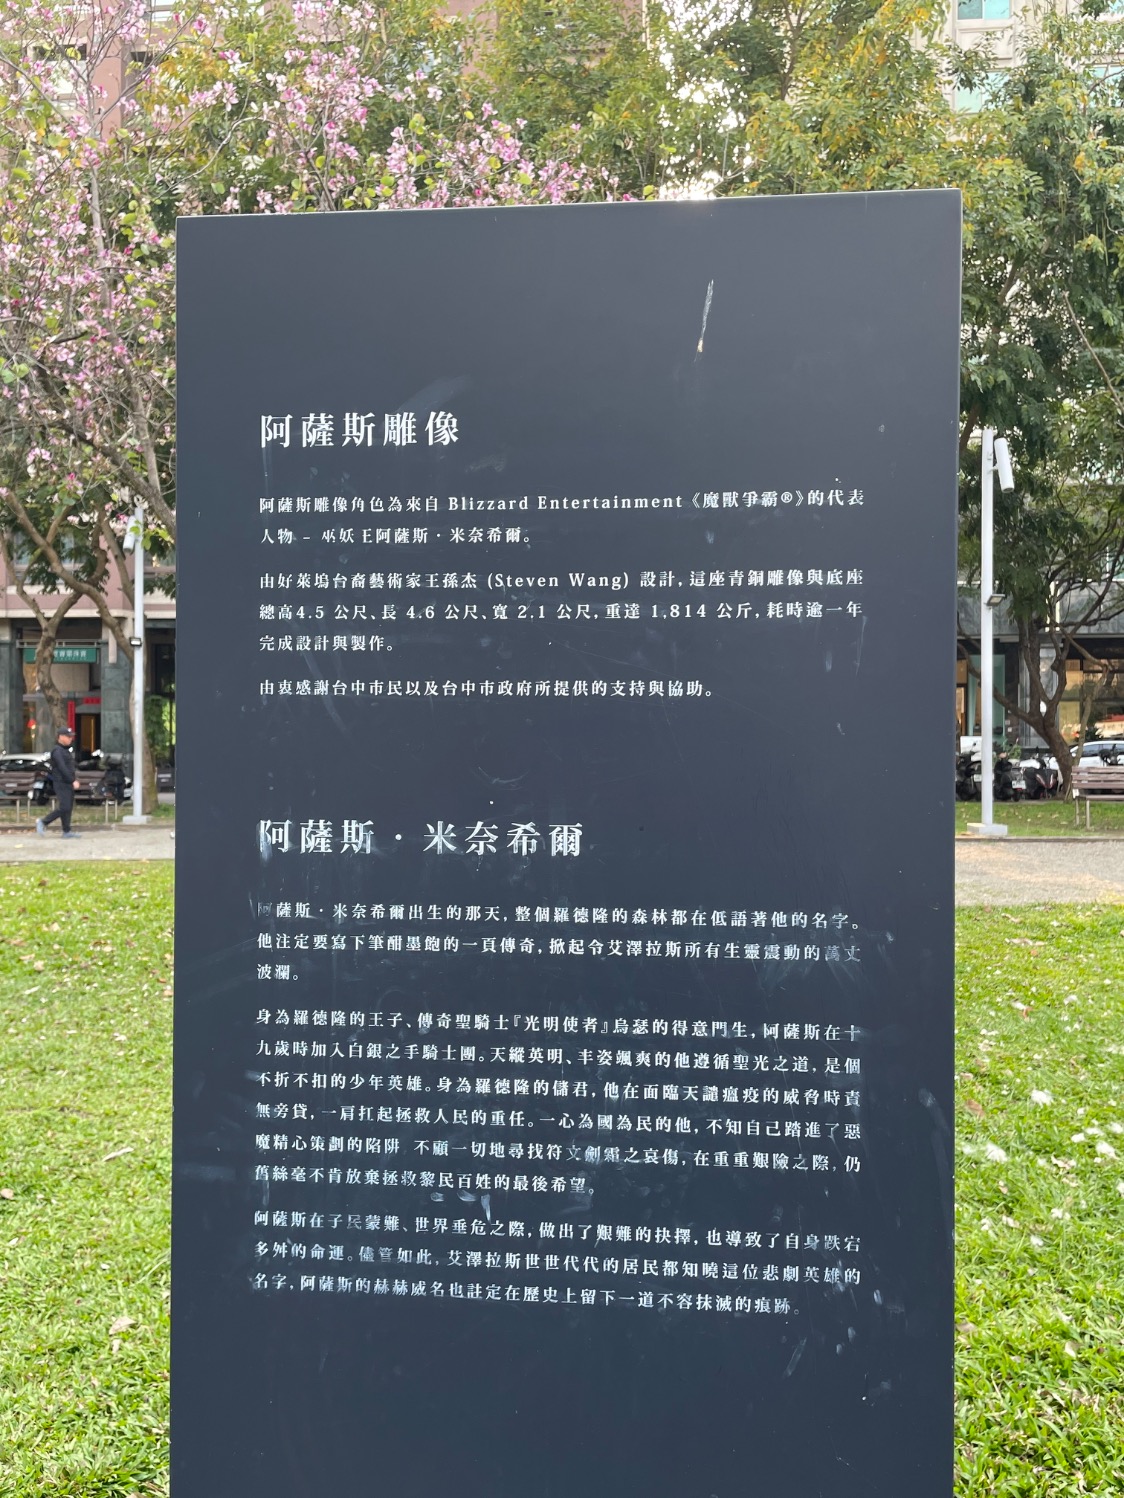 阿薩斯雕像
阿薩斯雕像角色為來自 Blizzard Entertainment《魔獸爭霸®》的代表
人物 – 巫妖王阿薩斯・米奈希爾。
由好萊塢台裔藝術家王孫杰 (Steven Wang) 設計，這座青銅雕像與底座
總高4.5 公尺、長 4.6 公尺、寬 2.1 公尺，重達 1,814 公斤，耗時逾一年
完成設計與製作。
由衷感謝台中市民以及台中市政府所提供的支持與協助。
阿薩斯・米奈希爾
阿薩斯・米奈希爾出生的那天，整個羅德隆的森林都在低語著他的名字。
他注定要寫下筆酣墨飽的一頁傳奇，掀起令艾澤拉斯所有生靈震動的萬丈
波瀾。
身為羅德隆的王子、傳奇聖騎士『光明使者』烏瑟的得意門生，阿薩斯在十
九歲時加入白銀之手騎士團。天縱英明、丰姿颯爽的他遵循聖光之道，是個
不折不扣的少年英雄。身為羅德隆的儲君，他在面臨天譴瘟疫的威脅時責
無旁貸，一肩扛起拯救人民的重任。一心為國為民的他，不知自己踏進了惡
魔精心策劃的陷阱 不顧一切地尋找符文劍霜之哀傷，在重重艱險之際，仍
舊絲毫不肯放棄拯救黎民百姓的最後希望。
阿薩斯在子民蒙難、世界垂危之際，做出了艱難的抉擇，也導致了自身跌宕
多舛的命運。儘管如此，艾澤拉斯世世代代的居民都知曉這位悲劇英雄的
名字，阿薩斯的赫赫威名也註定在歷史上留下一道不容抹滅的痕跡。